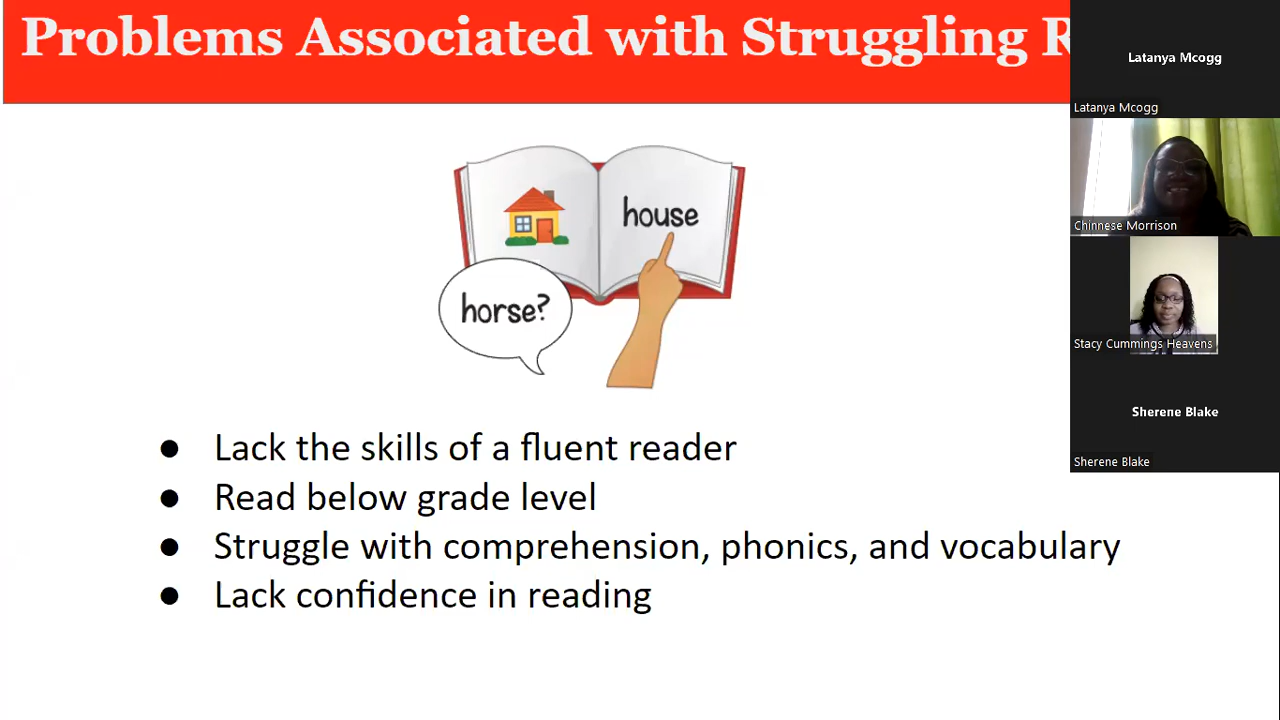 Problems Associated with Struggling
house
horse?
● Lack the skills of a fluent reader
● Read below grade level
● Struggle with comprehension, phonics, and vocabulary
● Lack confidence in reading
Latanya Mcogg
Latanya Mcogg
Chinnese Morrison
Stacy Cummings Heavens
Sherene Blake
Sherene Blake